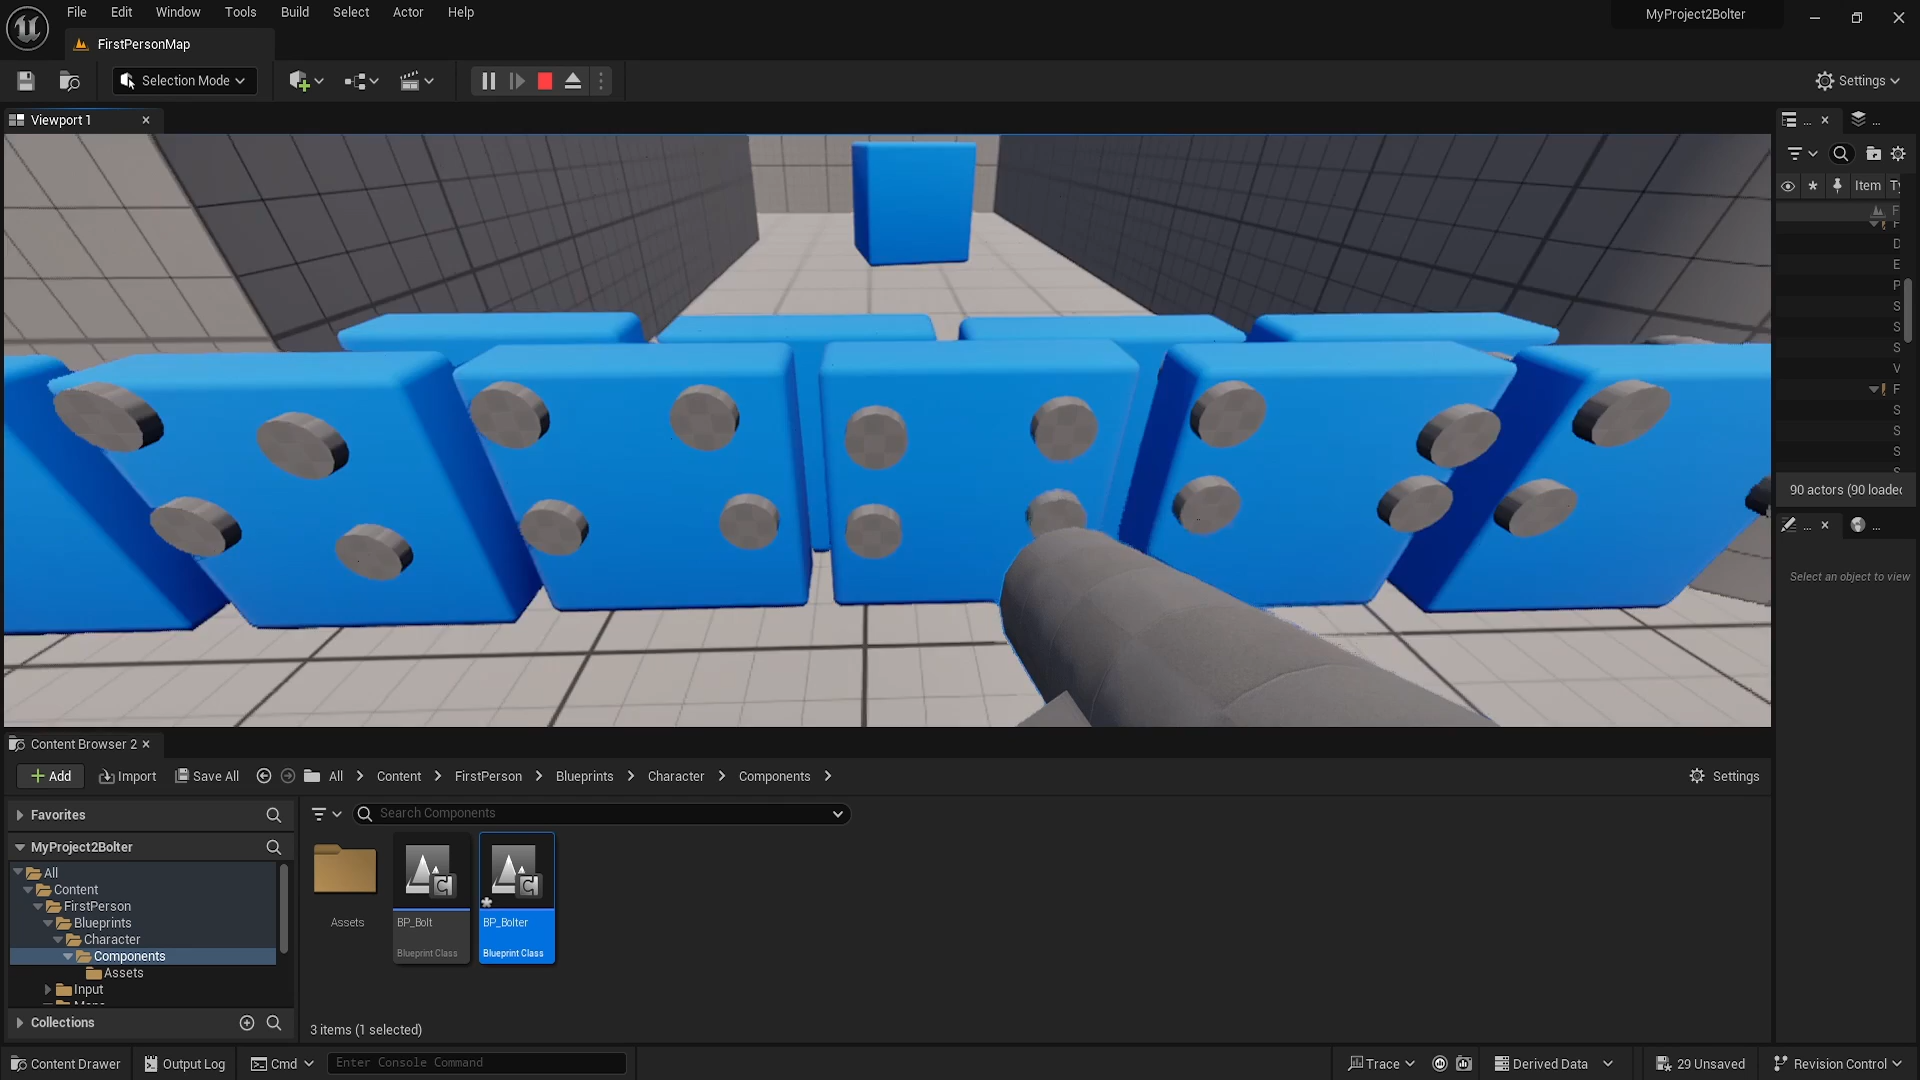 File Edit Window Tools Build Select Actor Help
MyProject2Bolter
FirstPersonMap
Selection Mode
Settings
Viewport 1
... ...
Item Ty
F
F
D
E
P
S
S
S
V
F
S
S
S
S
90 actors (90 loaded
... ...
Select an object to view
Content Browser 2
Add Import Save All All Content FirstPerson Blueprints Character Components Settings
Favorites
Search Components
MyProject2Bolter
All
Content
FirstPerson
Blueprints
Character
Components
Assets
Input
Collections
Assets
BP_Bolt
Blueprint Class
BP_Bolter
Blueprint Class
3 items (1 selected)
Content Drawer Output Log Cmd Enter Console Command Trace Derived Data 29 Unsaved Revision Control